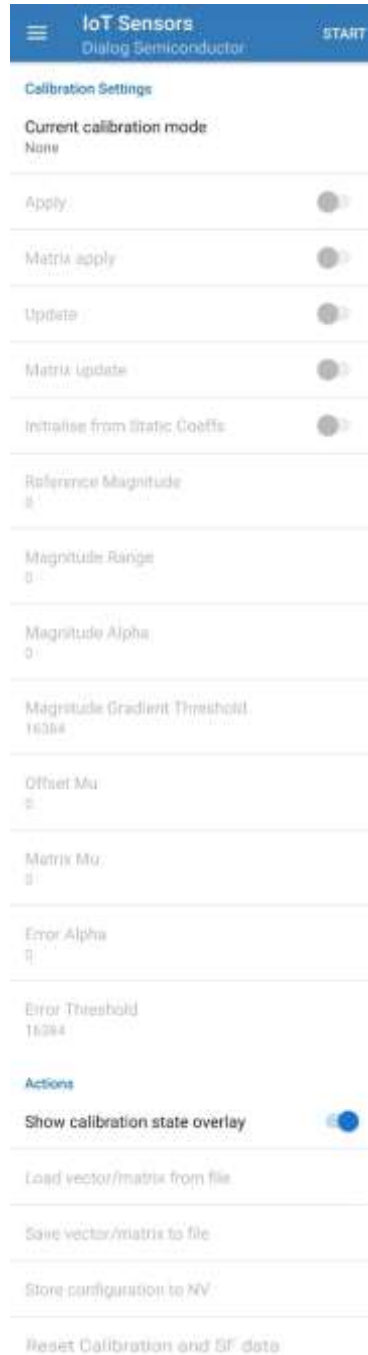 IoT Sensors
START
Dialog Semiconductor
Calibration Settings
Current calibration mode
None
Apply
Matrix apply
Update
Matrix update
Initialise from Static Coeffs
Reference Magnitude
0
Magnitude Range
0
Magnitude Alpha
0
Magnitude Gradient Threshold
16384
Offset Mu
0
Matrix Mu
0
Error Alpha
0
Error Threshold
16384
Actions
Show calibration state overlay
Load vector/matrix from file
Save vector/matrix to file
Store configuration to NV
Reset Calibration and SF data